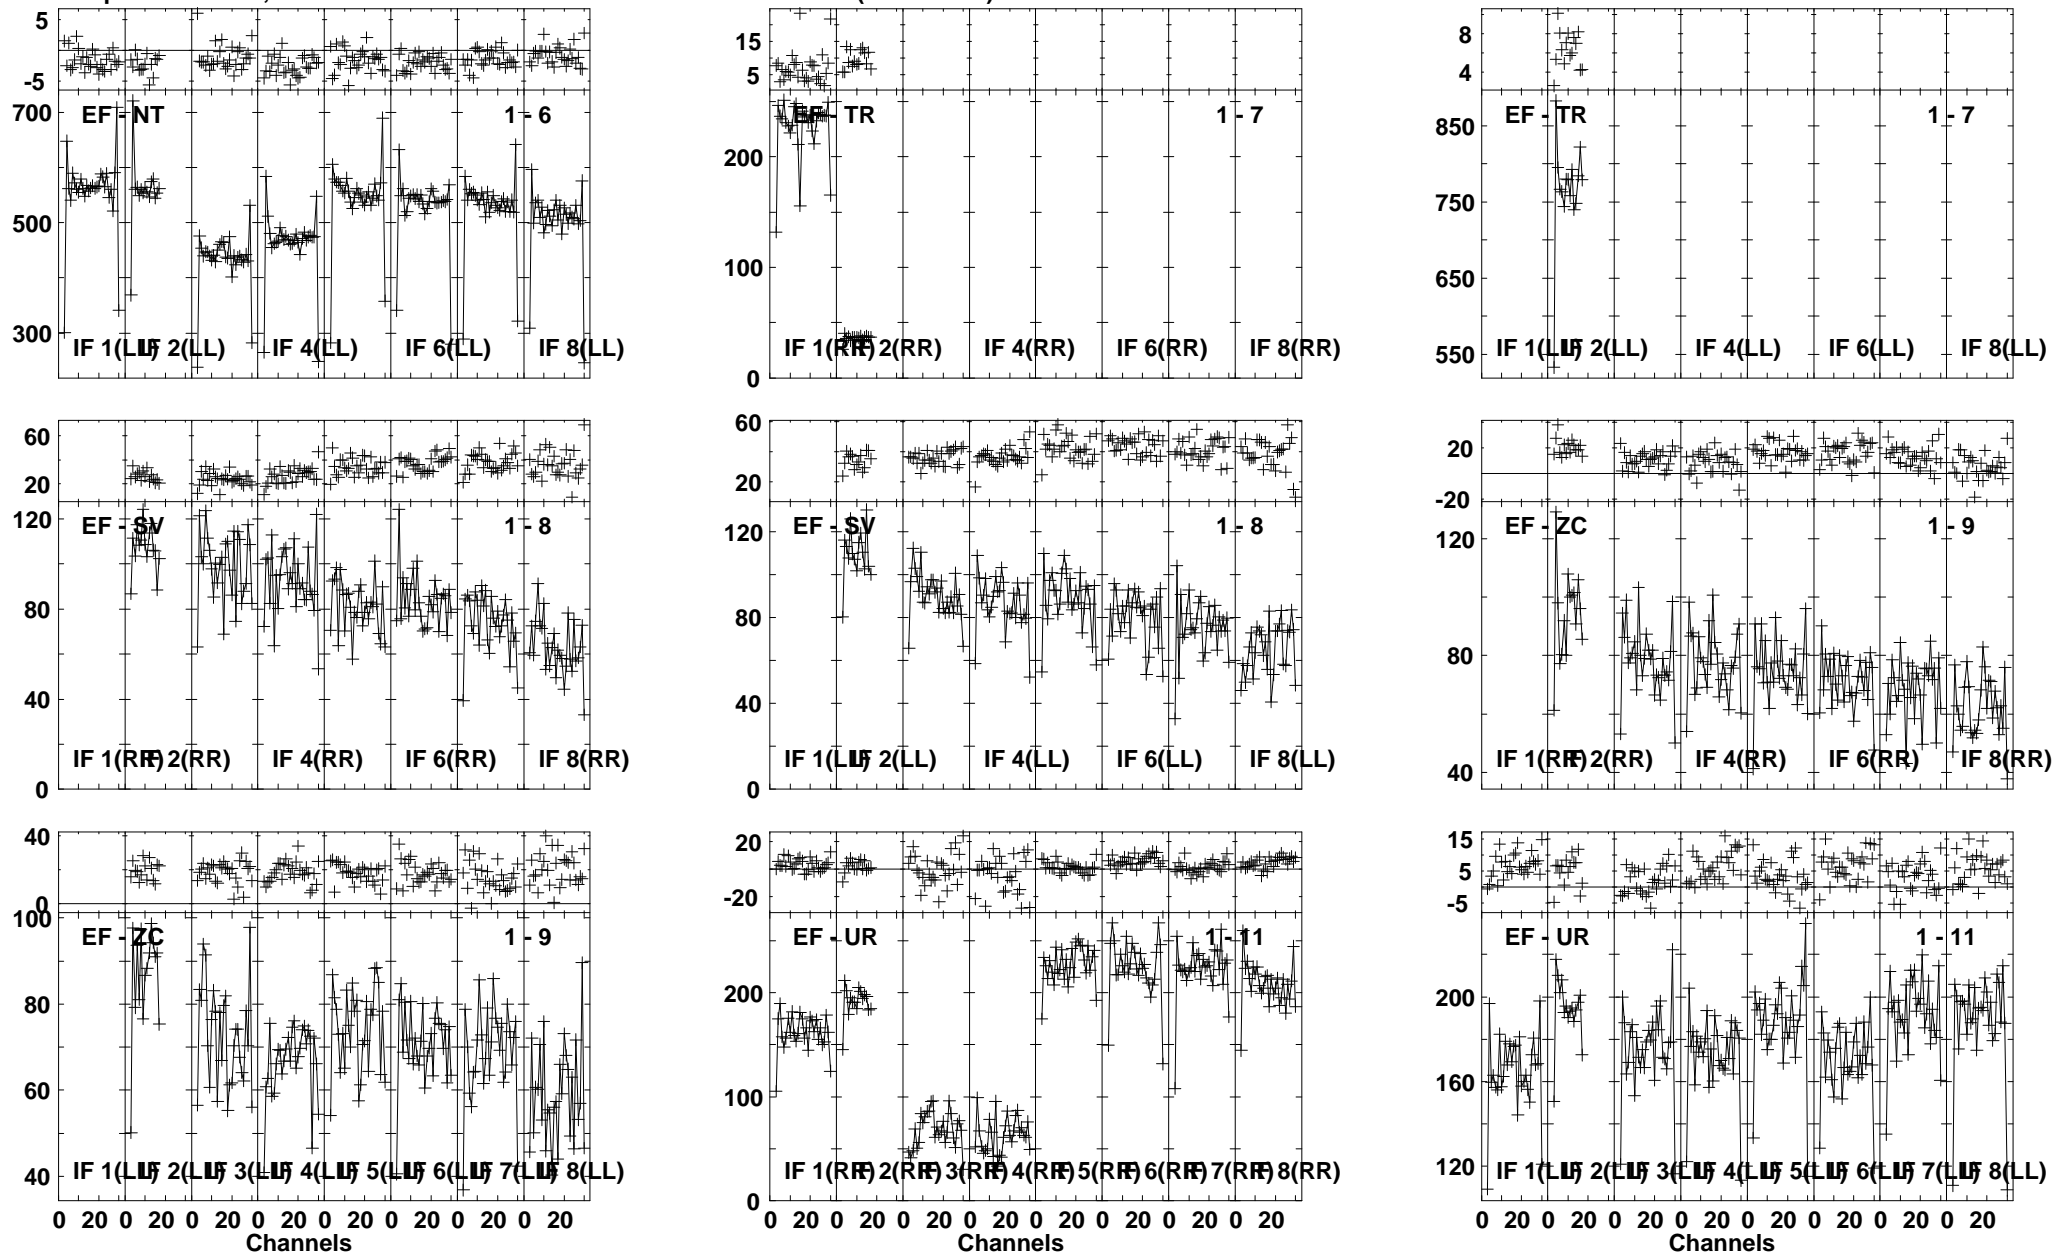 5
-5
700
500
300
EF - NT 1 - 6
IF 1(LL) IF 2(LL) IF 4(LL) IF 6(LL) IF 8(LL)
15
5
200
100
0
EF - TR 1 - 7
IF 1(RR) IF 2(RR) IF 4(RR) IF 6(RR) IF 8(RR)
8
4
850
750
650
550
EF - TR 1 - 7
IF 1(LL) IF 2(LL) IF 4(LL) IF 6(LL) IF 8(LL)
60
20
120
80
40
0
EF - SV 1 - 8
IF 1(RR) IF 2(RR) IF 4(RR) IF 6(RR) IF 8(RR)
60
20
120
80
40
0
EF - SV 1 - 8
IF 1(LL) IF 2(LL) IF 4(LL) IF 6(LL) IF 8(LL)
20
-20
120
80
40
EF - ZC 1 - 9
IF 1(RR) IF 2(RR) IF 4(RR) IF 6(RR) IF 8(RR)
40
0
100
80
60
40
EF - ZC 1 - 9
IF 1(LL) IF 2(LL) IF 3(LL) IF 4(LL) IF 5(LL) IF 6(LL) IF 7(LL) IF 8(LL)
0 20 0 20 0 20 0 20 0 20 0 20 0 20 0 20
Channels
20
-20
200
100
0
EF - UR 1 - 11
IF 1(RR) IF 2(RR) IF 3(RR) IF 4(RR) IF 5(RR) IF 6(RR) IF 7(RR) IF 8(RR)
0 20 0 20 0 20 0 20 0 20 0 20 0 20 0 20
Channels
15
5
-5
200
160
120
EF - UR 1 - 11
IF 1(LL) IF 2(LL) IF 3(LL) IF 4(LL) IF 5(LL) IF 6(LL) IF 7(LL) IF 8(LL)
0 20 0 20 0 20 0 20 0 20 0 20 0 20 0 20
Channels